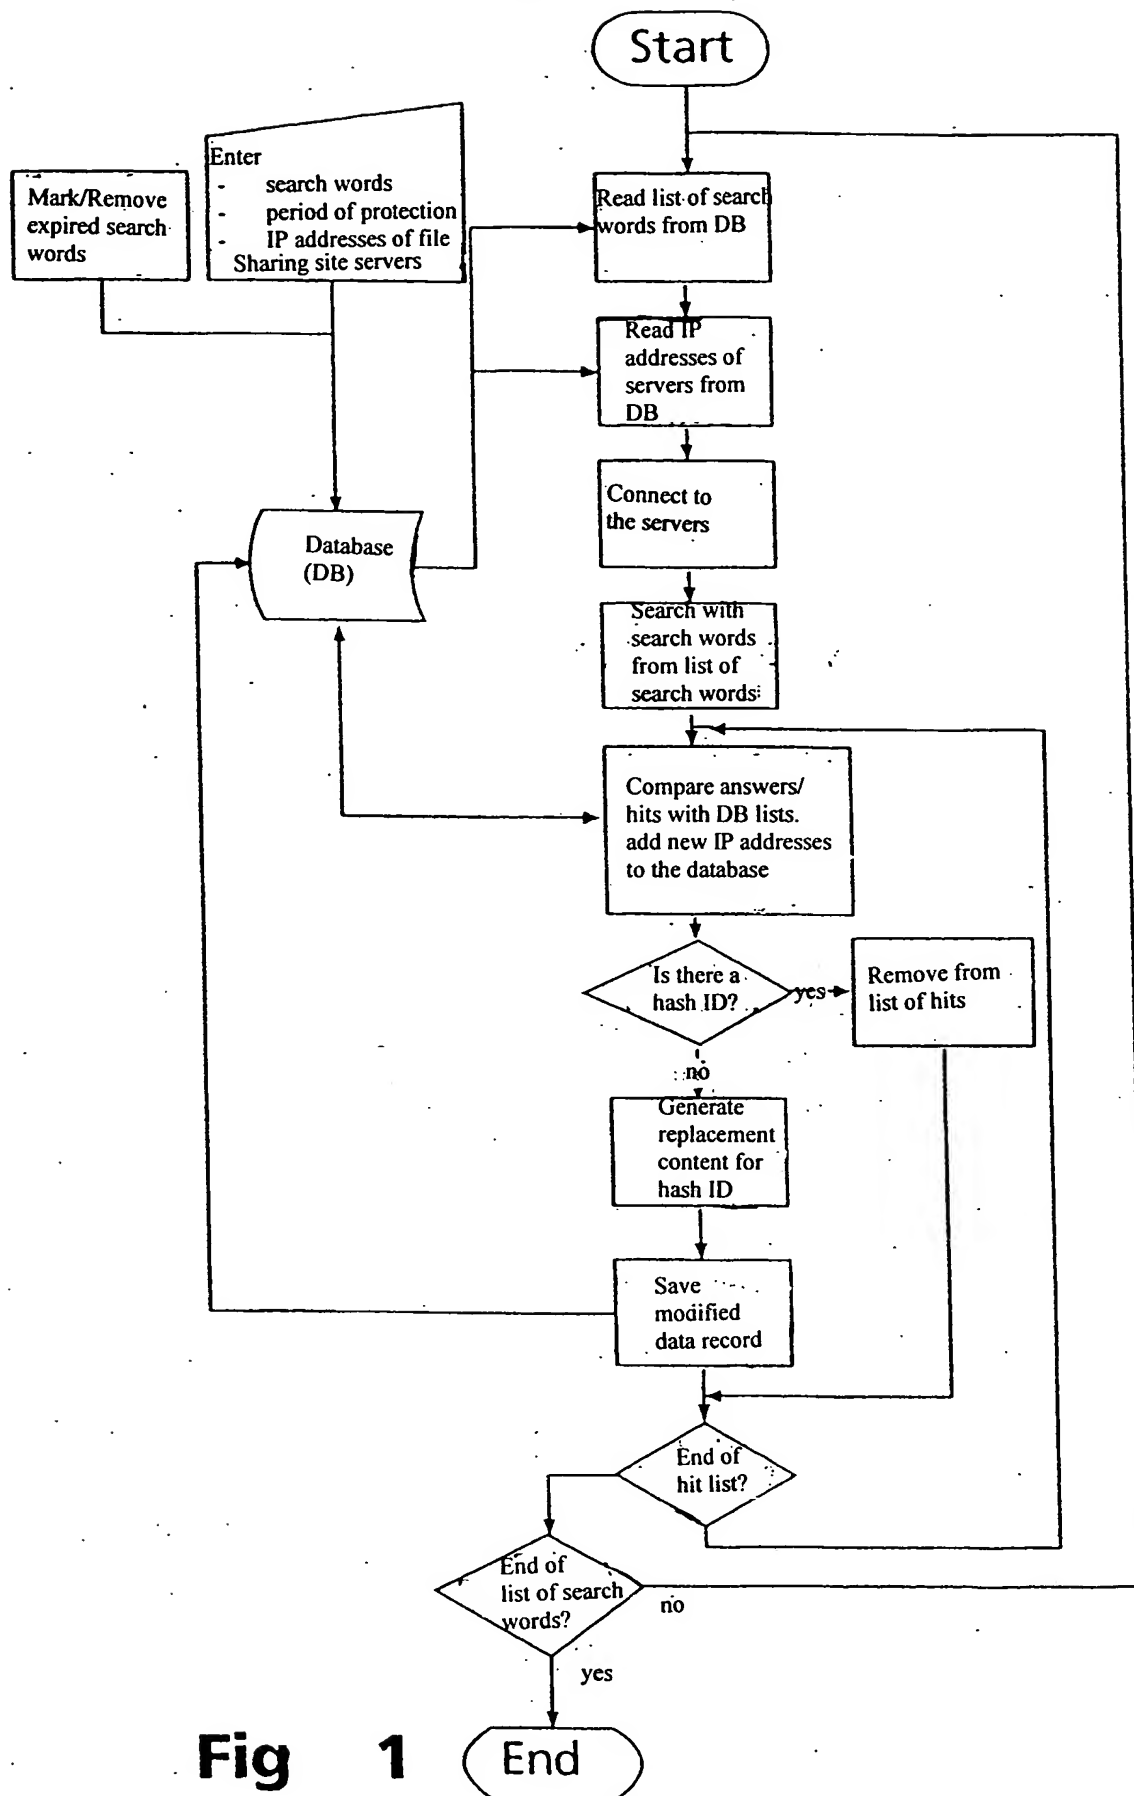 Start
Mark/Remove
expired search
words
Enter
- search words
- period of protection
- IP addresses of file
Sharing site servers
Read list of search
words from DB
Read IP
addresses of
servers from
DB
Connect to
the servers
Database
(DB)
Search with
search words
from list of
search words
Compare answers/
hits with DB lists.
add new IP addresses
to the database
Is there a
hash ID?
yes
Remove from
list of hits
no
Generate
replacement
content for
hash ID
Save
modified
data record
End of
hit list?
End of
list of search
words?
no
yes
Fig 1
End